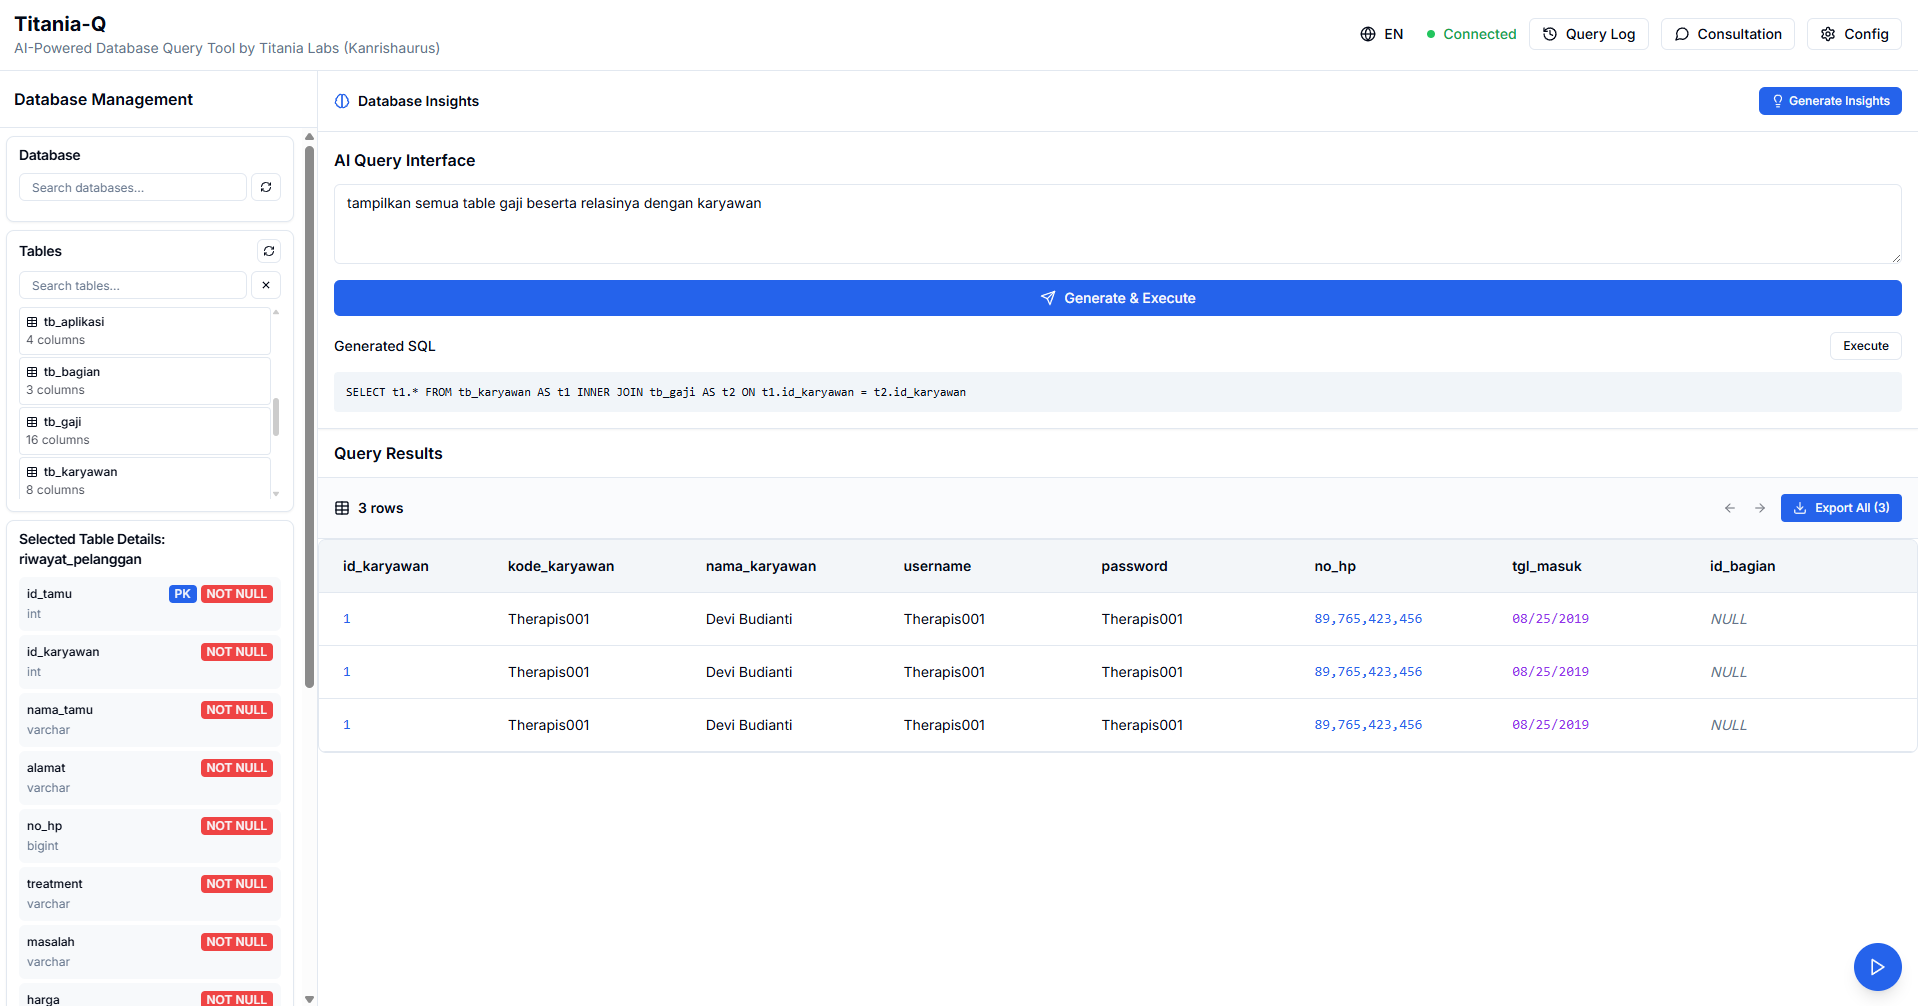 Titania-Q
AI-Powered Database Query Tool by Titania Labs (Kanrishaurus)
EN
Connected
Query Log
Consultation
Config
Database Management
Database
Search databases...
Tables
Search tables...
tb_aplikasi
4 columns
tb_bagian
3 columns
tb_gaji
16 columns
tb_karyawan
8 columns
Selected Table Details:
riwayat_pelanggan
id_tamu PK NOT NULL
int
id_karyawan NOT NULL
int
nama_tamu NOT NULL
varchar
alamat NOT NULL
varchar
no_hp NOT NULL
bigint
treatment NOT NULL
varchar
masalah NOT NULL
varchar
harga NOT NULL
Database Insights
Generate Insights
AI Query Interface
tampilkan semua table gaji beserta relasinya dengan karyawan
Generate & Execute
Generated SQL
Execute
SELECT t1.* FROM tb_karyawan AS t1 INNER JOIN tb_gaji AS t2 ON t1.id_karyawan = t2.id_karyawan
Query Results
3 rows
Export All (3)
id_karyawan kode_karyawan nama_karyawan username password no_hp tgl_masuk id_bagian
1 Therapis001 Devi Budianti Therapis001 Therapis001 89,765,423,456 08/25/2019 NULL
1 Therapis001 Devi Budianti Therapis001 Therapis001 89,765,423,456 08/25/2019 NULL
1 Therapis001 Devi Budianti Therapis001 Therapis001 89,765,423,456 08/25/2019 NULL